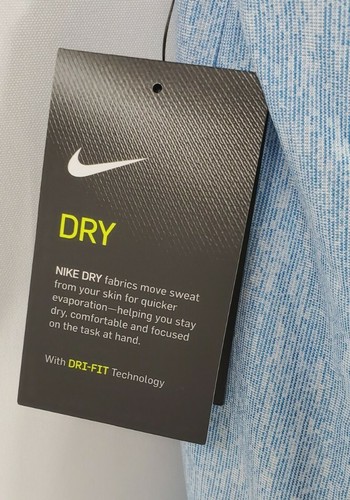 DRY
NIKE DRY fabrics move sweat
from your skin for quicker
evaporation—helping you stay
dry, comfortable and focused
on the task at hand.
With DRI-FIT Technology